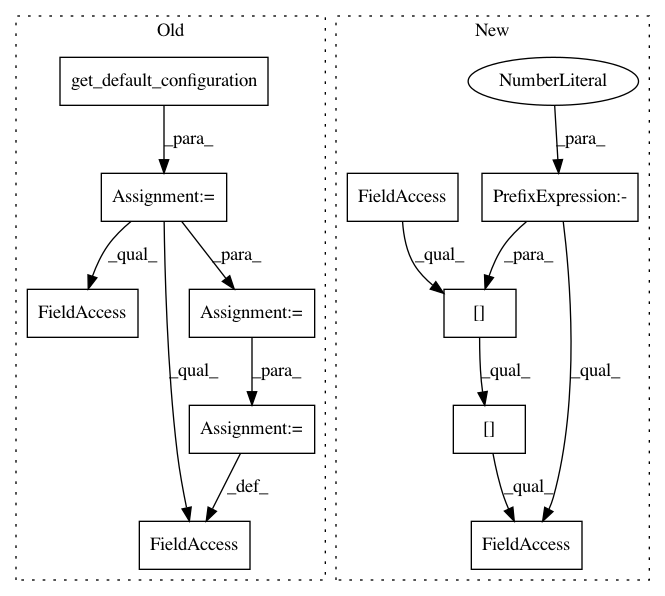 Old
New
get_default_configuration
NumberLiteral
_para_
_para_
Assignment:=
FieldAccess
PrefixExpression:-
_qual_
_para_
_qual_
_para_
FieldAccess
Assignment:=
[]
_qual_
_para_
_qual_
_qual_
Assignment:=
[]
_def_
_qual_
FieldAccess
FieldAccess